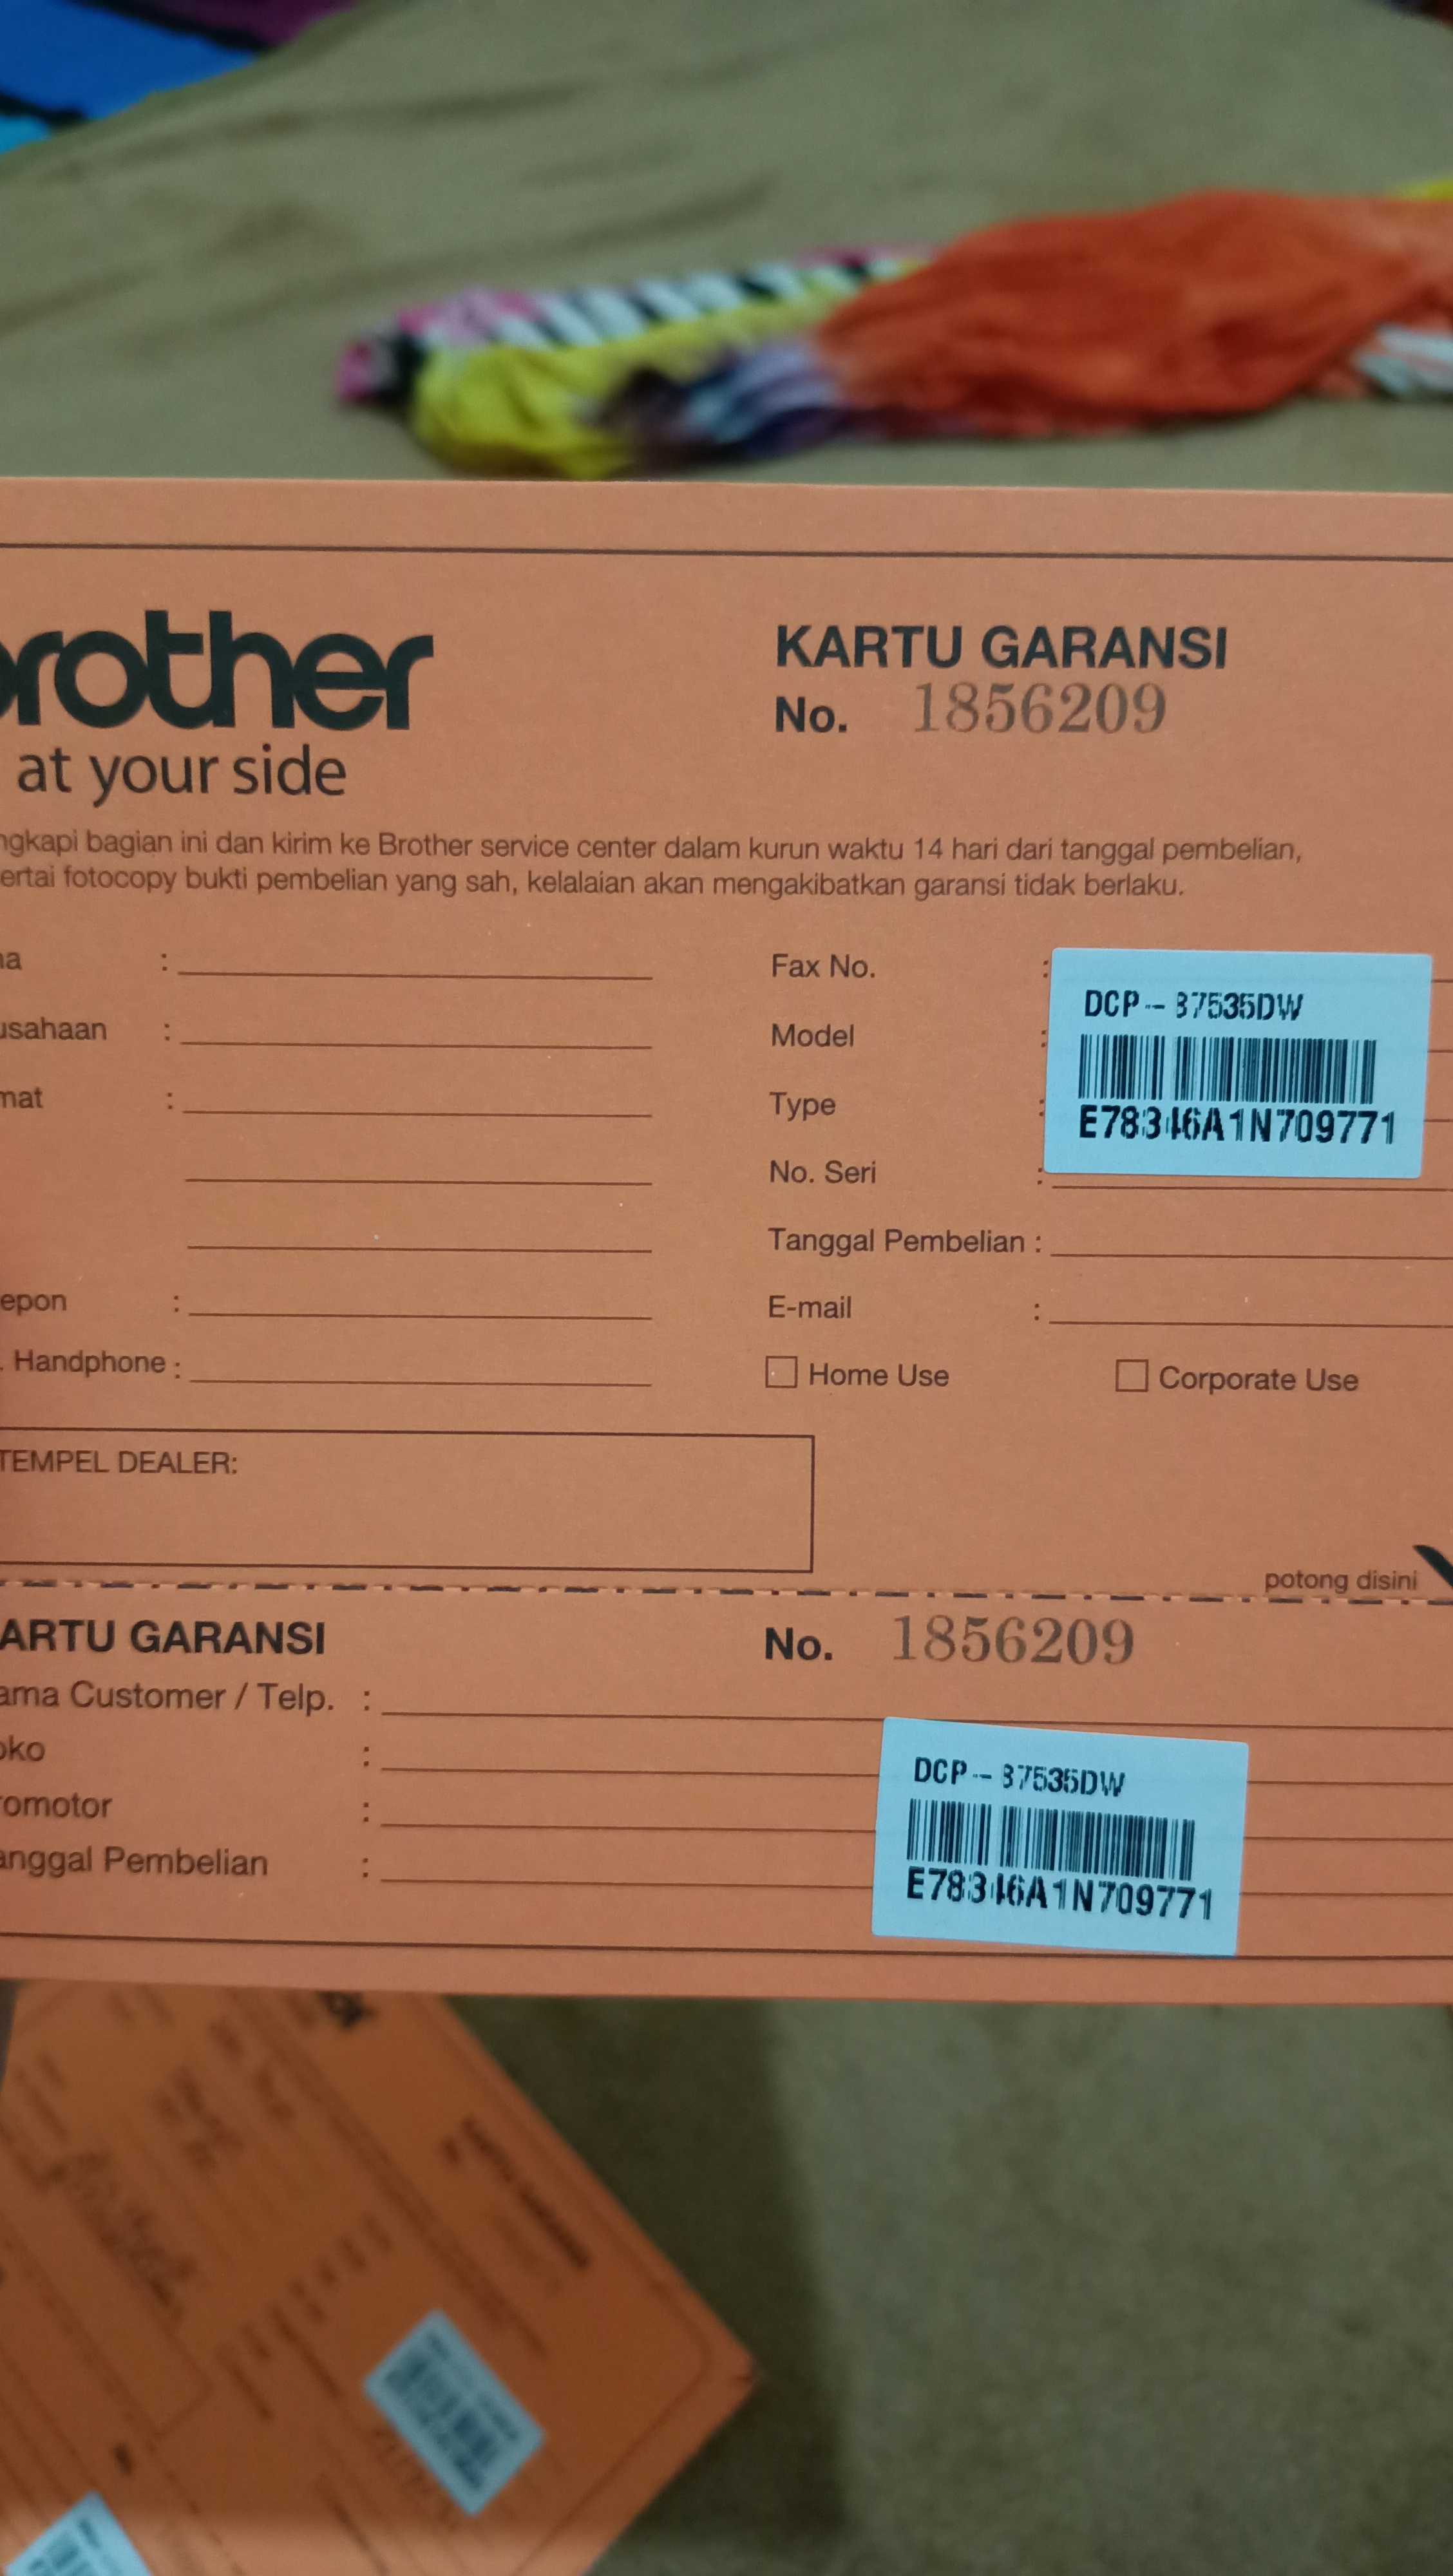 brother
at your side
KARTU GARANSI
No. 1856209
ngkapi bagian ini dan kirim ke Brother service center dalam kurun waktu 14 hari dari tanggal pembelian,
ertai fotocopy bukti pembelian yang sah, kelalaian akan mengakibatkan garansi tidak berlaku.
na :
usahaan :
mat :
epon :
. Handphone :
Fax No. :
Model :
Type :
No. Seri :
Tanggal Pembelian :
E-mail :
Home Use
Corporate Use
DCP-B7535DW
E78346A1N709771
TEMPEL DEALER:
potong disini
ARTU GARANSI
No. 1856209
ama Customer / Telp. :
oko :
romotor :
anggal Pembelian :
DCP-B7535DW
E78346A1N709771